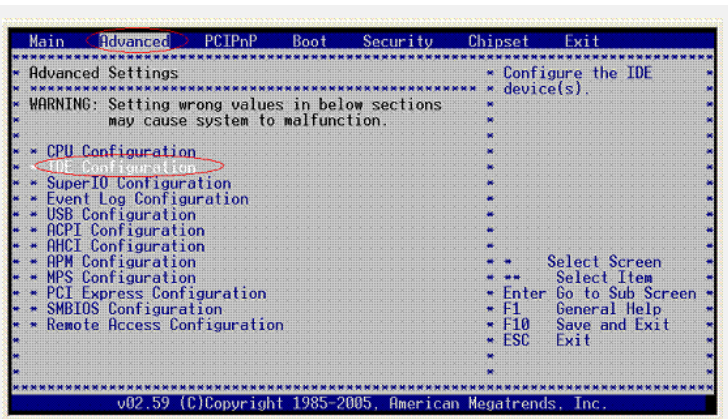 Main Advanced PCIPnP Boot Security Chipset Exit
Advanced Settings
WARNING: Setting wrong values in below sections
may cause system to malfunction.
* CPU Configuration
* IDE Configuration
* SuperIO Configuration
* Event Log Configuration
* USB Configuration
* ACPI Configuration
* AHCI Configuration
* APM Configuration
* MPS Configuration
* PCI Express Configuration
* SMBIOS Configuration
* Remote Access Configuration
Configure the IDE
device(s).
* Select Screen
** Select Item
Enter Go to Sub Screen
F1 General Help
F10 Save and Exit
ESC Exit
v02.59 (C)Copyright 1985-2005, American Megatrends, Inc.